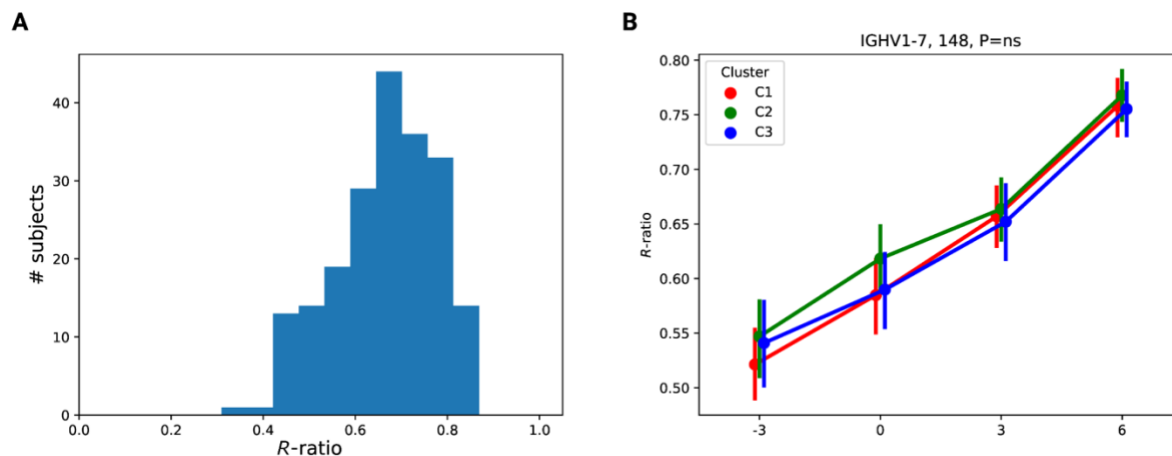 A
# subjects
40
30
20
10
0
0.0 0.2 0.4 0.6 0.8 1.0
R-ratio
B
IGHV1-7, 148, P=ns
Cluster
C1
C2
C3
R-ratio
0.80
0.75
0.70
0.65
0.60
0.55
0.50
-3 0 3 6